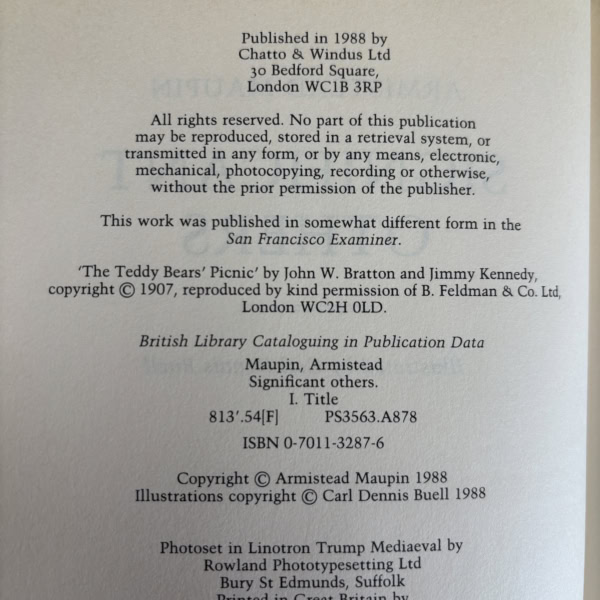 Published in 1988 by
Chatto & Windus Ltd
30 Bedford Square,
London WC1B 3RP
All rights reserved. No part of this publication
may be reproduced, stored in a retrieval system, or
transmitted in any form, or by any means, electronic,
mechanical, photocopying, recording or otherwise,
without the prior permission of the publisher.
This work was published in somewhat different form in the
San Francisco Examiner.
'The Teddy Bears' Picnic' by John W. Bratton and Jimmy Kennedy,
copyright © 1907, reproduced by kind permission of B. Feldman & Co. Ltd,
London WC2H 0LD.
British Library Cataloguing in Publication Data
Maupin, Armistead
Significant others.
I. Title
813'.54[F] PS3563.A878
ISBN 0-7011-3287-6
Copyright © Armistead Maupin 1988
Illustrations copyright © Carl Dennis Buell 1988
Photoset in Linotron Trump Mediaeval by
Rowland Phototypesetting Ltd
Bury St Edmunds, Suffolk
Printed in Great Britain by